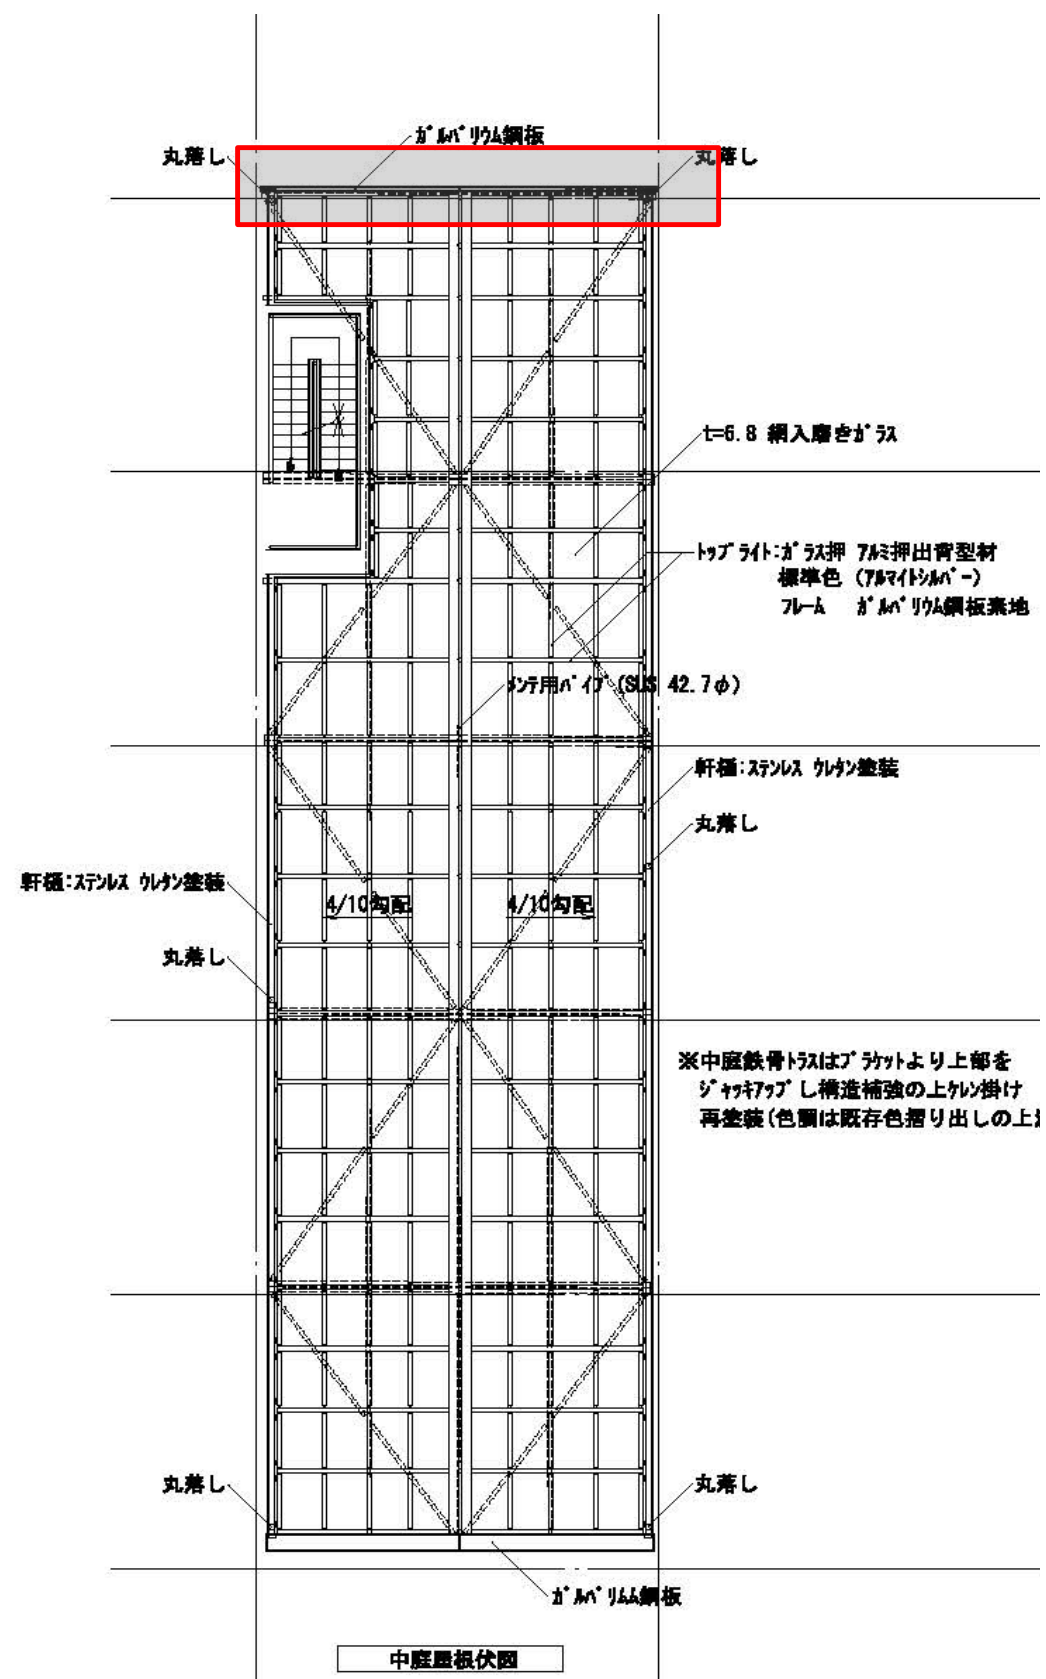 ガルバリウム鋼板
丸落し
丸落し
t=6.8 網入磨きガラス
トップライト:ガラス押 アルミ押出背型材
標準色 (アルマイトシルバー)
フレーム ガルバリウム鋼板素地
メンテ用パイプ (SUS 42.7φ)
軒樋:ステンレス ウレタン塗装
丸落し
軒樋:ステンレス ウレタン塗装
4/10勾配
4/10勾配
丸落し
※中庭鉄骨トラスはブラケットより上部を
ジャッキアップし構造補強の上ケレン掛け
再塗装(色調は既存色摺り出しの上
丸落し
丸落し
ガルバリムム鋼板
中庭屋根伏図